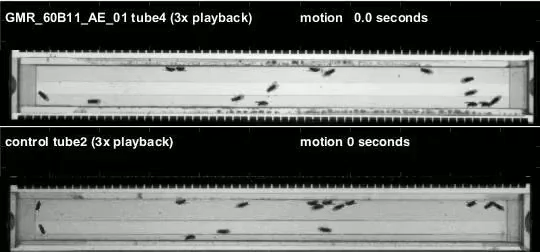 GMR_60B11_AE_01 tube4 (3x playback) motion 0.0 seconds
control tube2 (3x playback) motion 0 seconds